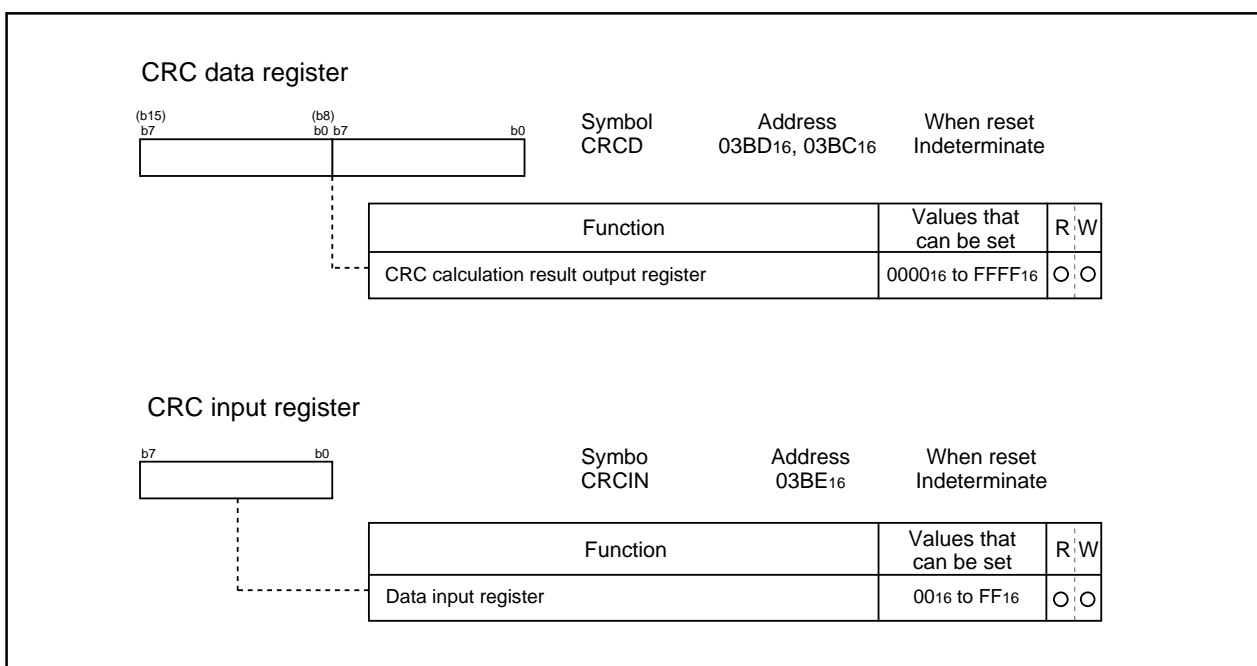 CRC data register
(b15) (b8)
b7 b0 b7 b0
Symbol Address When reset
CRCD 03BD16, 03BC16 Indeterminate
Function Values that can be set R W
CRC calculation result output register 000016 to FFFF16 O O
CRC input register
b7 b0
Symbo Address When reset
CRCIN 03BE16 Indeterminate
Function Values that can be set R W
Data input register 0016 to FF16 O O